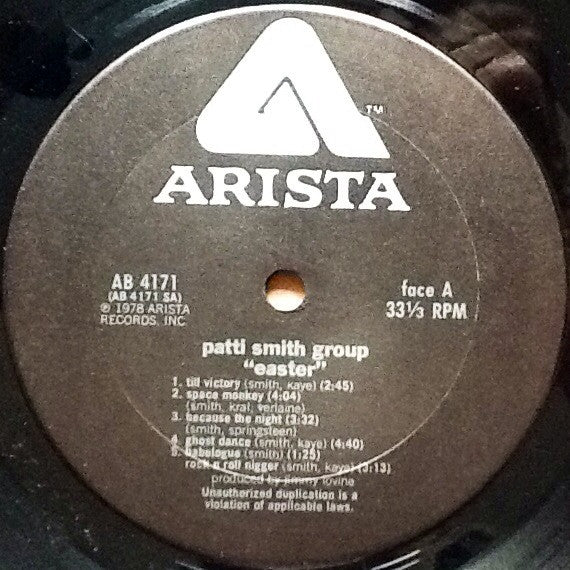 ™
ARISTA
AB 4171
(AB 4171 SA)
℗ 1978 ARISTA
RECORDS, INC
face A
33⅓ RPM
patti smith group
"easter"
1. till victory (smith, kaye) (2:45)
2. space monkey (4:04)
(smith, kral, verlaine)
3. because the night (3:32)
(smith, springsteen)
4. ghost dance (smith, kaye) (4:40)
5. babelogue (smith) (1:25)
rock n roll nigger (smith, kaye) (3:13)
produced by jimmy iovine
Unauthorized duplication is a
violation of applicable laws.